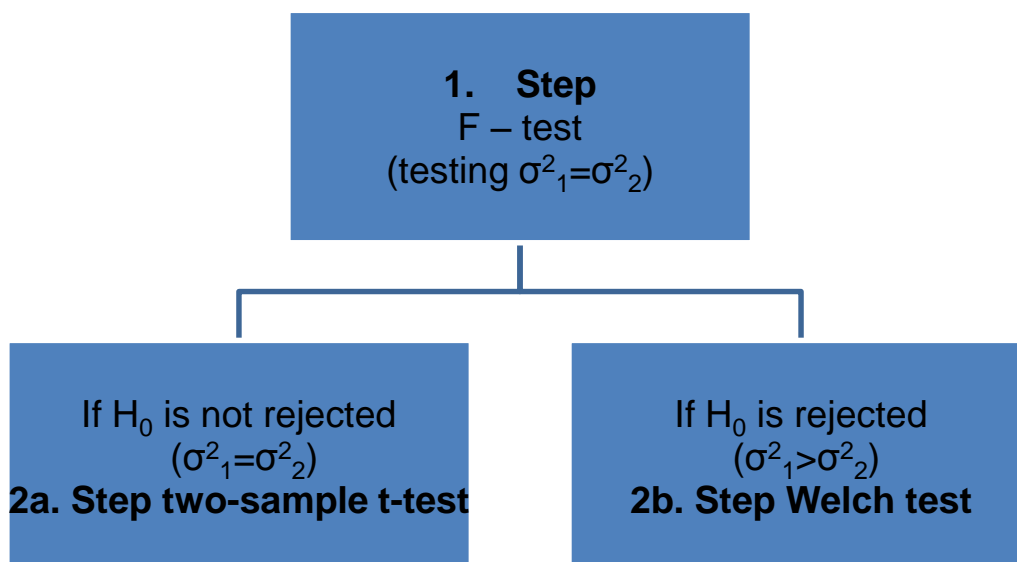 1. Step
F – test
(testing σ²₁=σ²₂)
If H₀ is not rejected
(σ²₁=σ²₂)
2a. Step two-sample t-test
If H₀ is rejected
(σ²₁>σ²₂)
2b. Step Welch test